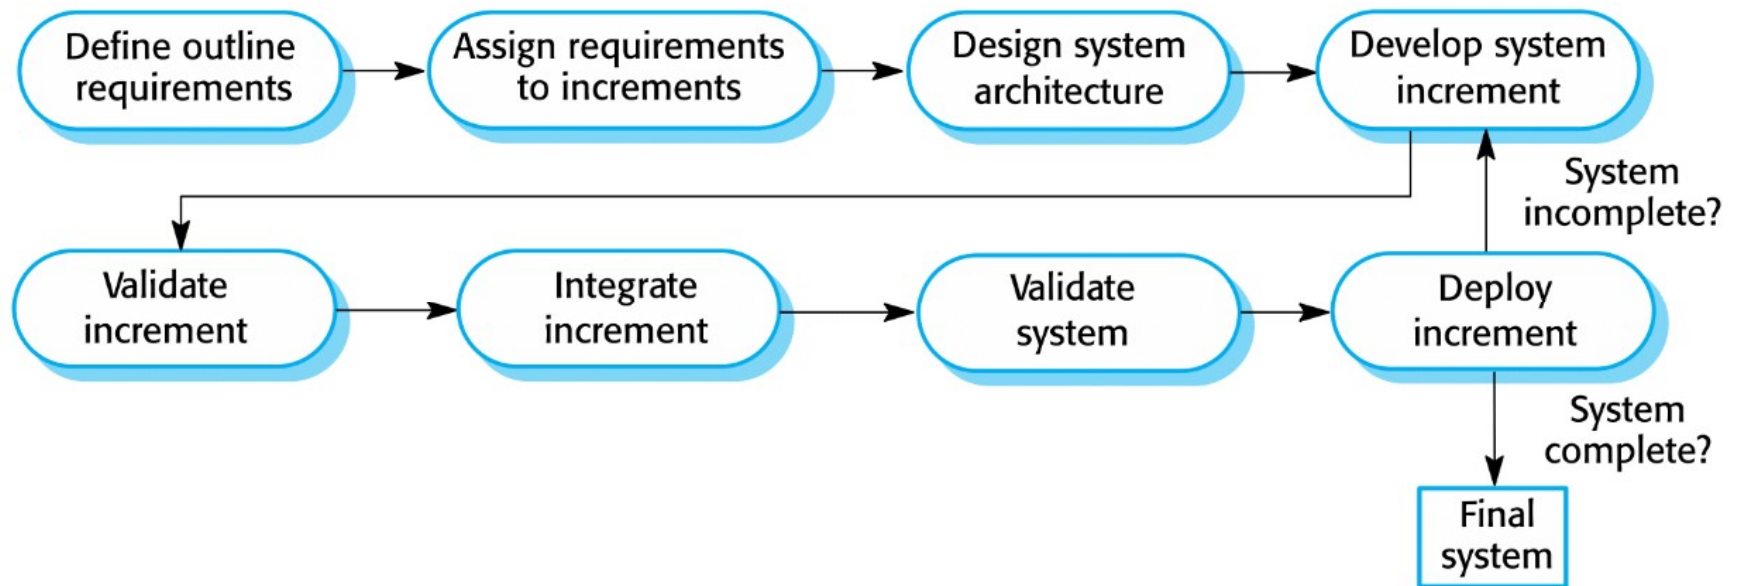 Define outline
requirements
Assign requirements
to increments
Design system
architecture
Develop system
increment
System
incomplete?
Validate
increment
Integrate
increment
Validate
system
Deploy
increment
System
complete?
Final
system